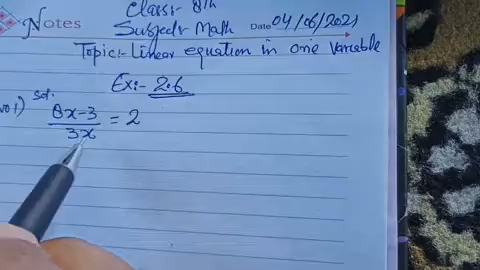 Notes
Class:- 8th
Subject:- Math
Date 04/06/2021
Topic:- Linear equation in one variable
Ex:- 2.6
Sol.
8x-3
3x
= 2